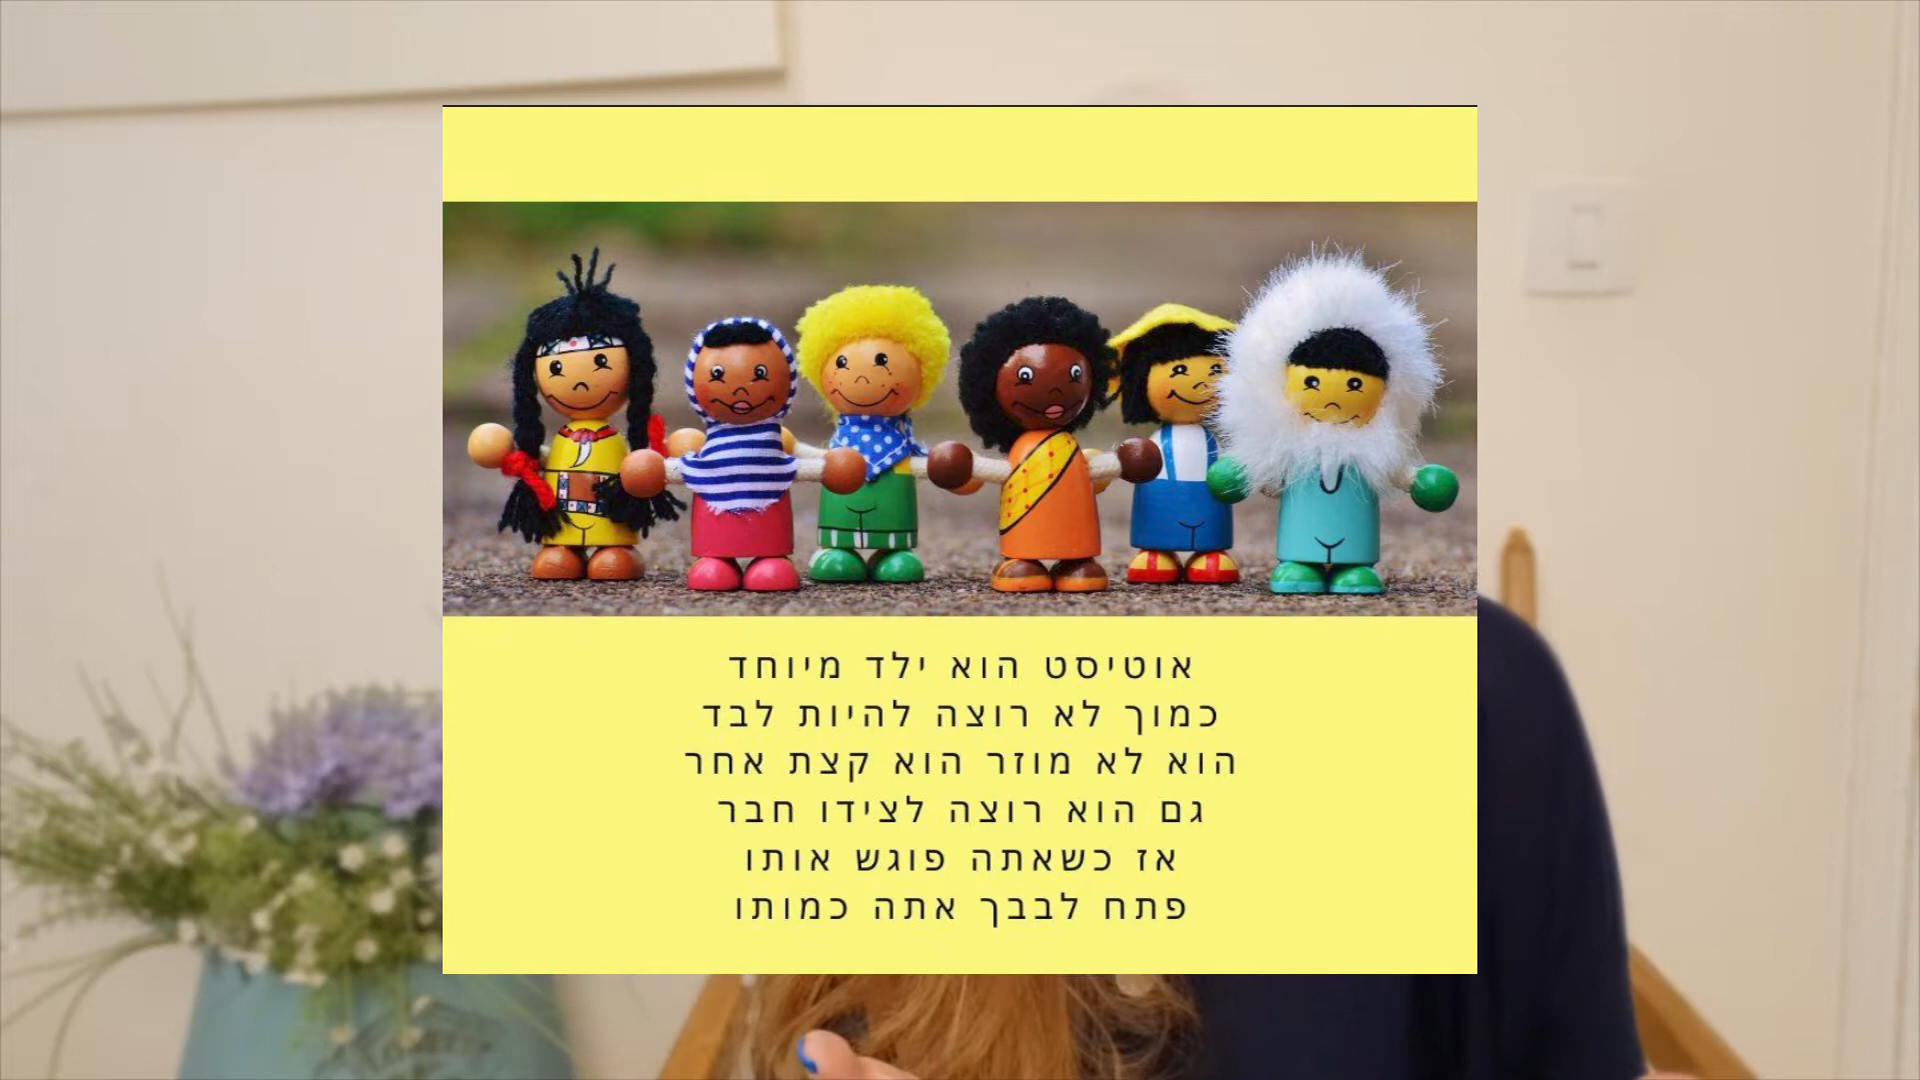 אוטיסט הוא ילד מיוחד
כמוך לא רוצה להיות לבד
הוא לא מוזר הוא קצת אחר
גם הוא רוצה לצידו חבר
אז כשאתה פוגש אותו
פתח לבבך אתה כמותו